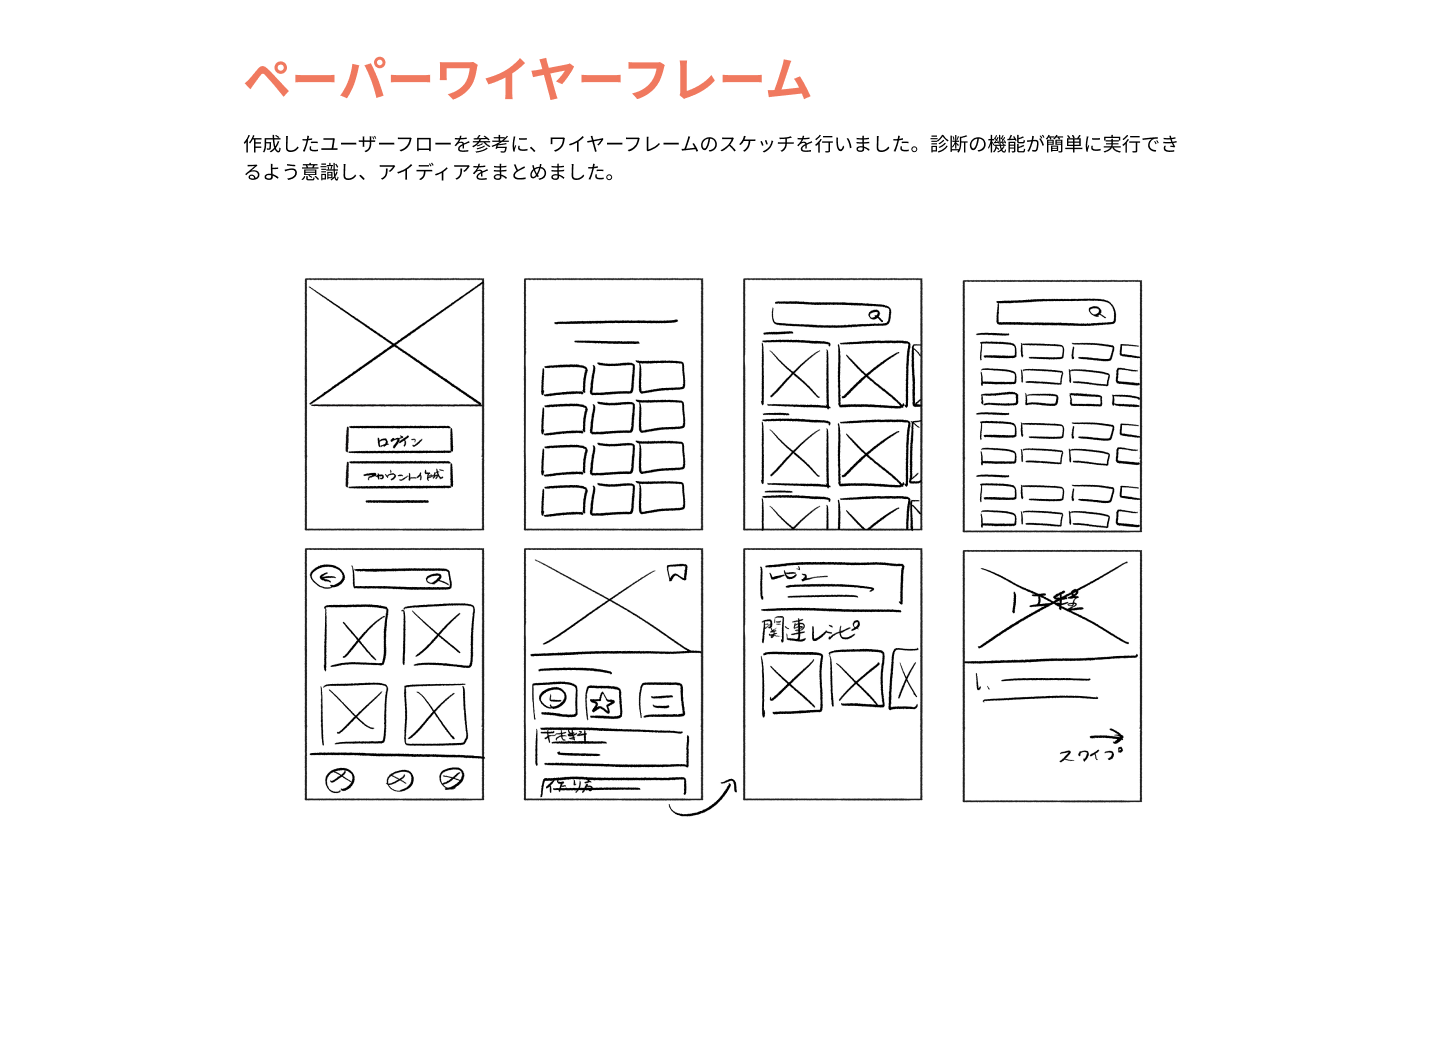 ペーパーワイヤーフレーム
作成したユーザーフローを参考に、ワイヤーフレームのスケッチを行いました。診断の機能が簡単に実行でき
るよう意識し、アイディアをまとめました。
ログイン
アカウント作成
材料
作り方
レビュー
関連レシピ
1工程
1.
スワイプ